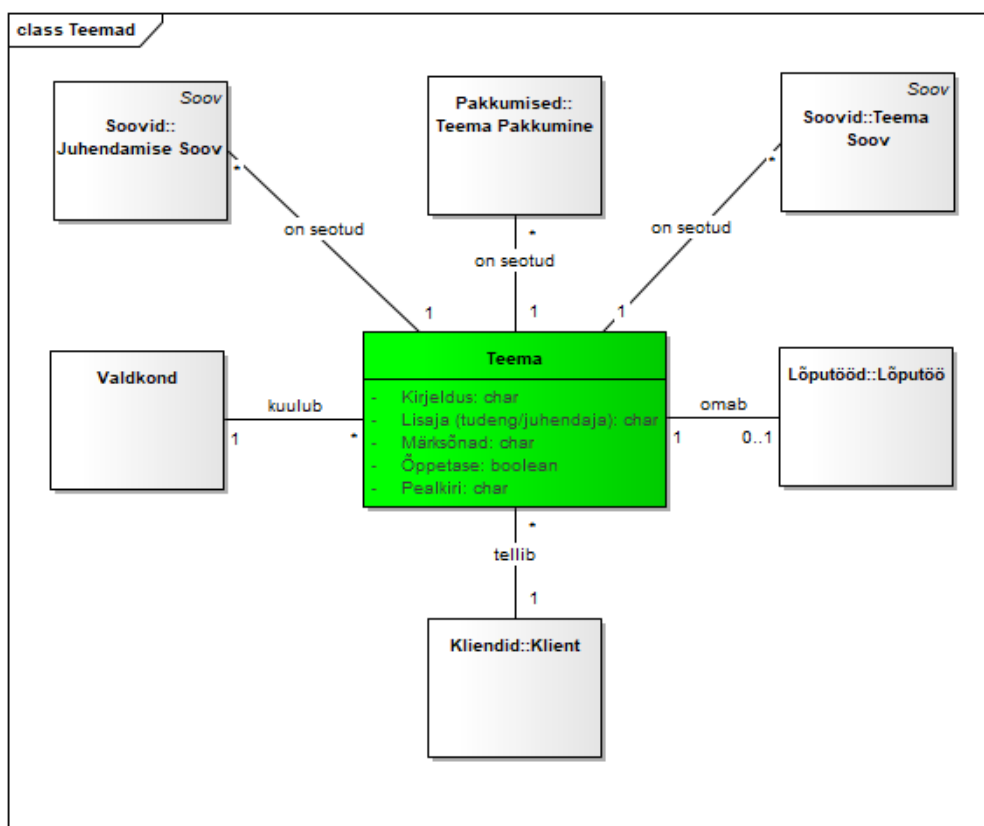 class Teemad
Soov
Soovid::
Juhendamise Soov
Pakkumised::
Teema Pakkumine
Soov
Soovid::Teema
Soov
*
*
*
on seotud
on seotud
on seotud
1
1
1
Valdkond
kuulub
1
*
Teema
- Kirjeldus: char
- Lisaja (tudeng/juhendaja): char
- Märksõnad: char
- Õppetase: boolean
- Pealkiri: char
omab
1
0..1
Lõputööd::Lõputöö
*
tellib
1
Kliendid::Klient